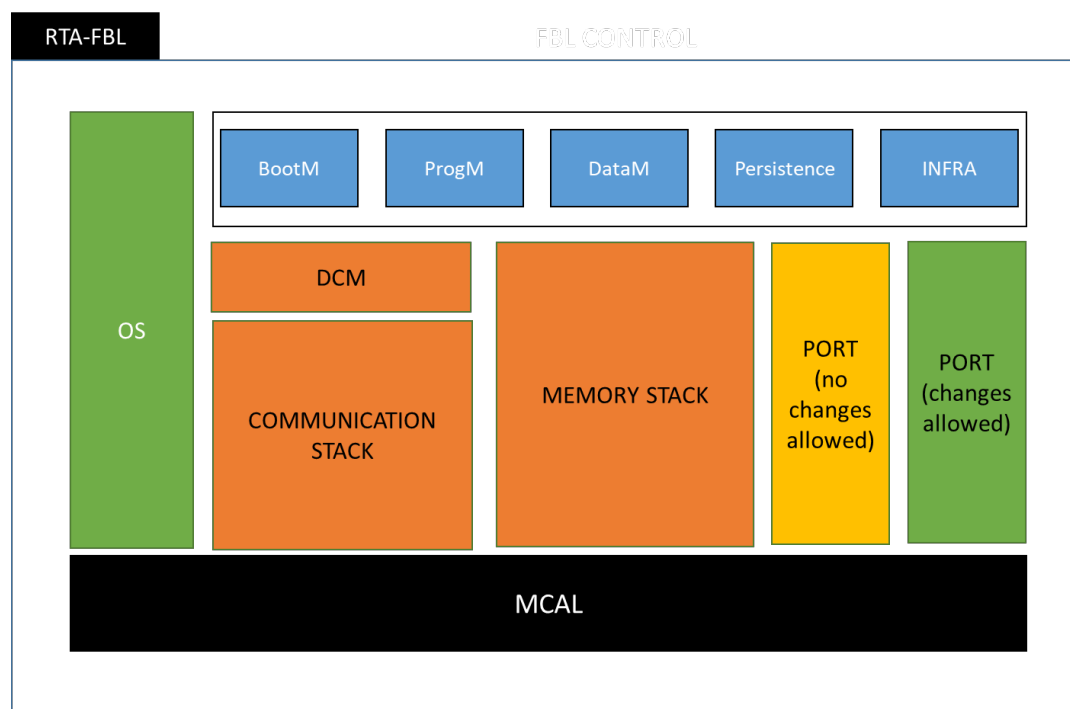 RTA-FBL
FBL CONTROL
BootM
ProgM
DataM
Persistence
INFRA
OS
DCM
COMMUNICATION
STACK
MEMORY STACK
PORT
(no
changes
allowed)
PORT
(changes
allowed)
MCAL